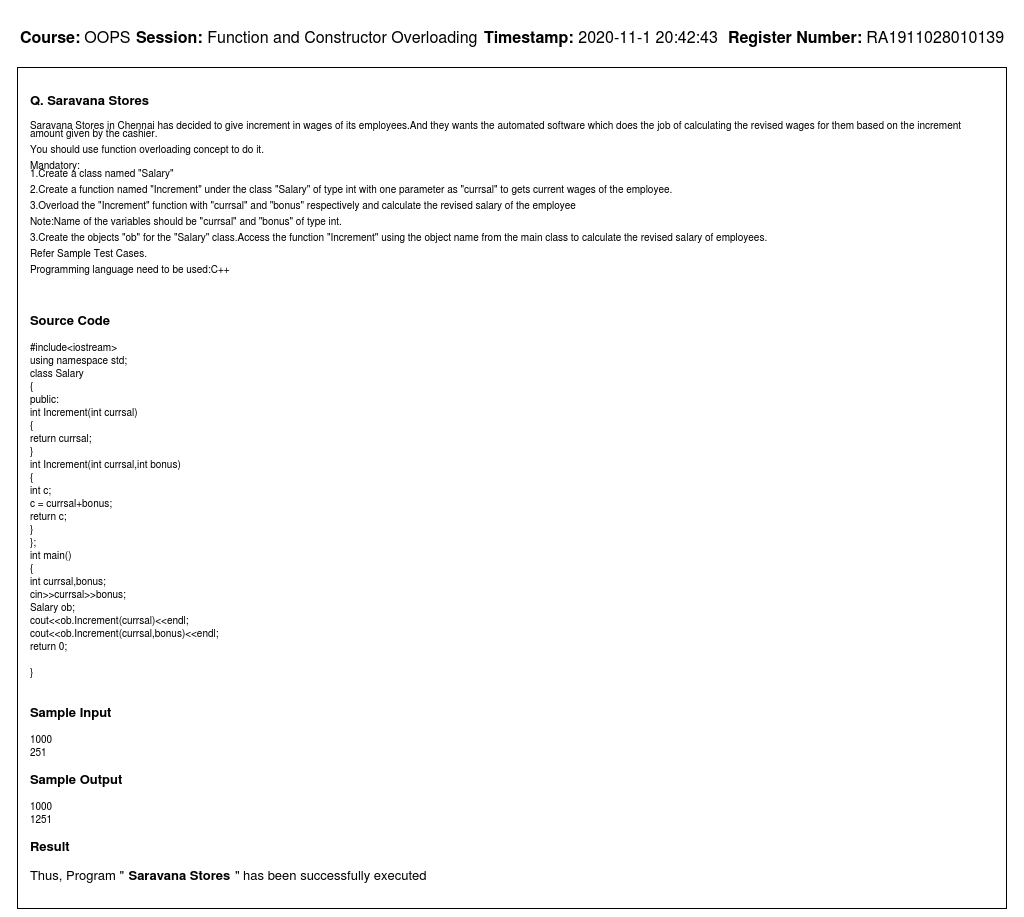 Course: OOPS Session: Function and Constructor Overloading Timestamp: 2020-11-1 20:42:43 Register Number: RA1911028010139
Q. Saravana Stores
Saravana Stores in Chennai has decided to give increment in wages of its employees.And they wants the automated software which does the job of calculating the revised wages for them based on the increment
amount given by the cashier.
You should use function overloading concept to do it.
Mandatory:
1.Create a class named "Salary"
2.Create a function named "Increment" under the class "Salary" of type int with one parameter as "currsal" to gets current wages of the employee.
3.Overload the "Increment" function with "currsal" and "bonus" respectively and calculate the revised salary of the employee
Note:Name of the variables should be "currsal" and "bonus" of type int.
3.Create the objects "ob" for the "Salary" class.Access the function "Increment" using the object name from the main class to calculate the revised salary of employees.
Refer Sample Test Cases.
Programming language need to be used:C++
Source Code
#include<iostream>
using namespace std;
class Salary
{
public:
int Increment(int currsal)
{
return currsal;
}
int Increment(int currsal,int bonus)
{
int c;
c = currsal+bonus;
return c;
}
};
int main()
{
int currsal,bonus;
cin>>currsal>>bonus;
Salary ob;
cout<<ob.Increment(currsal)<<endl;
cout<<ob.Increment(currsal,bonus)<<endl;
return 0;
}
Sample Input
1000
251
Sample Output
1000
1251
Result
Thus, Program " Saravana Stores " has been successfully executed